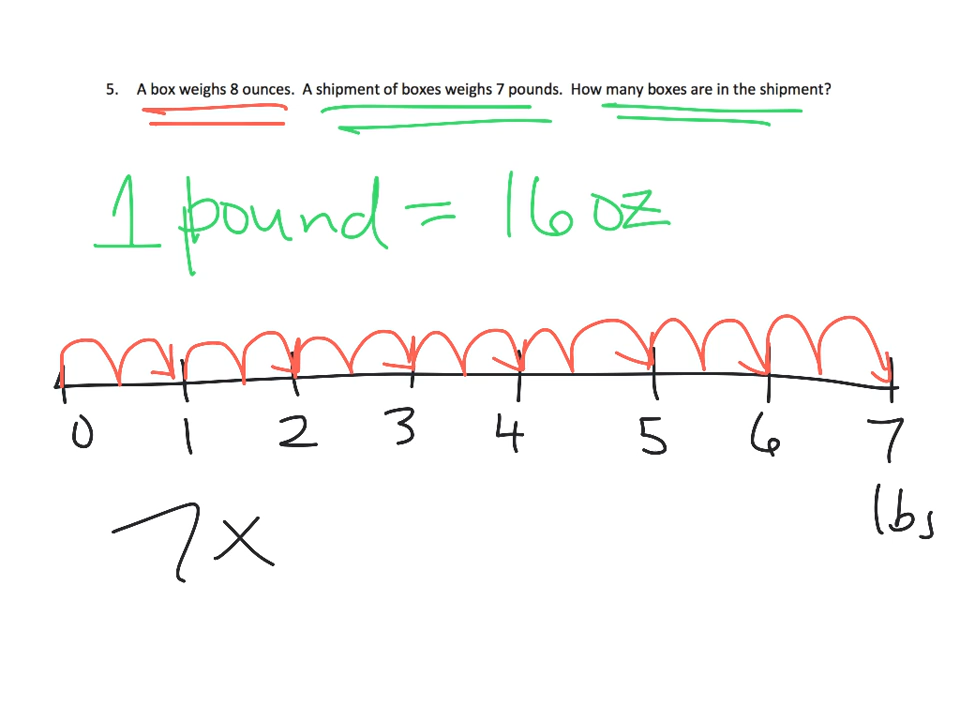 5. A box weighs 8 ounces. A shipment of boxes weighs 7 pounds. How many boxes are in the shipment?
1 pound = 16 oz
0 1 2 3 4 5 6 7
lbs
7 x